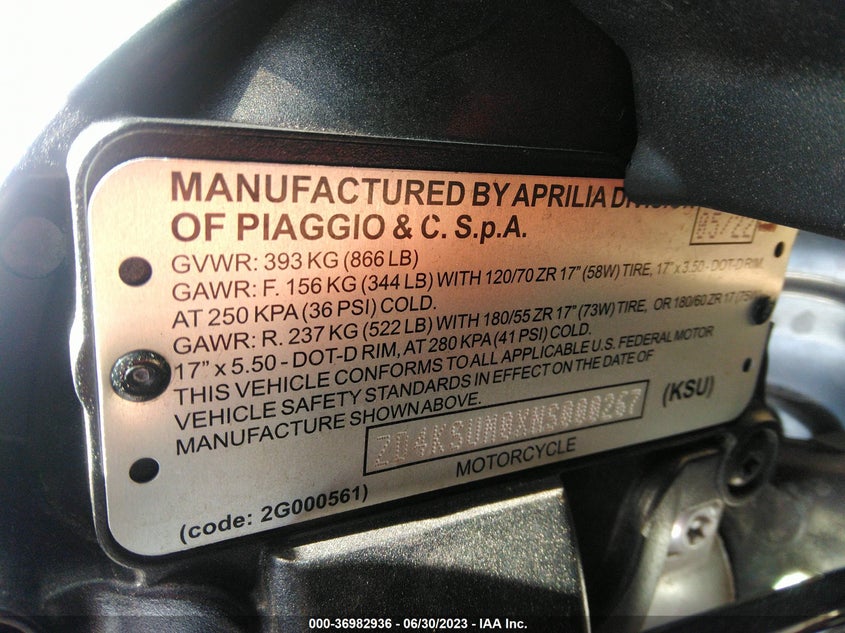 MANUFACTURED BY APRILIA DIVISION
OF PIAGGIO & C. S.p.A.
05/22
GVWR: 393 KG (866 LB)
GAWR: F. 156 KG (344 LB) WITH 120/70 ZR 17" (58W) TIRE, 17" x 3.50 - DOT-D RIM,
AT 250 KPA (36 PSI) COLD.
GAWR: R. 237 KG (522 LB) WITH 180/55 ZR 17" (73W) TIRE, OR 180/60 ZR 17 (75W)
17" x 5.50 - DOT-D RIM, AT 280 KPA (41 PSI) COLD.
THIS VEHICLE CONFORMS TO ALL APPLICABLE U.S. FEDERAL MOTOR
VEHICLE SAFETY STANDARDS IN EFFECT ON THE DATE OF
MANUFACTURE SHOWN ABOVE.
ZD4KSUM0XNS000267
(KSU)
MOTORCYCLE
(code: 2G000561)
000-36982936 - 06/30/2023 - IAA Inc.